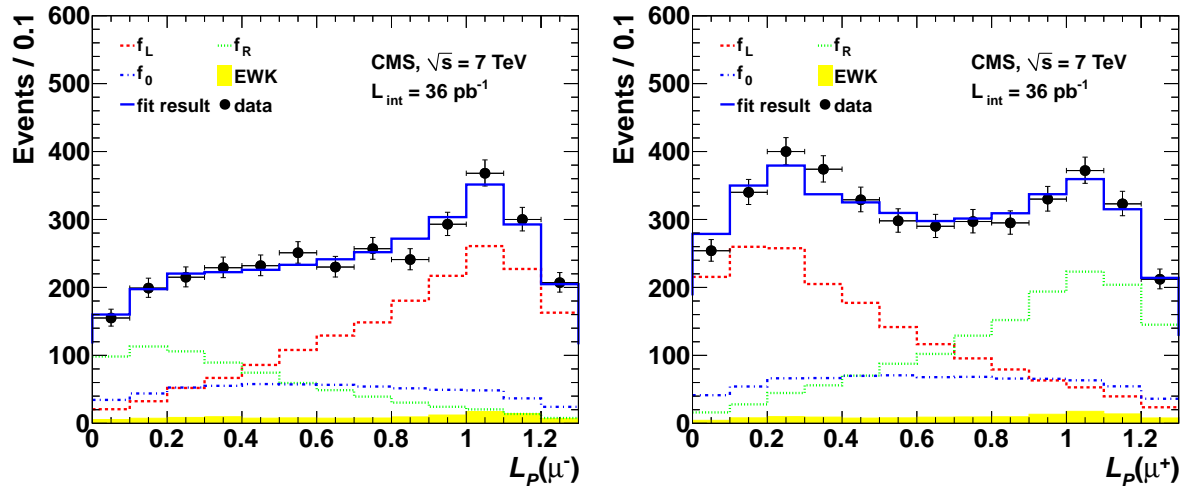 Events / 0.1
600
500
400
300
200
100
0
f_L
f_R
f_0
EWK
fit result
data
CMS, √s = 7 TeV
L_int = 36 pb⁻¹
0 0.2 0.4 0.6 0.8 1 1.2
L_P(μ⁻)
Events / 0.1
600
500
400
300
200
100
0
f_L
f_R
f_0
EWK
fit result
data
CMS, √s = 7 TeV
L_int = 36 pb⁻¹
0 0.2 0.4 0.6 0.8 1 1.2
L_P(μ⁺)